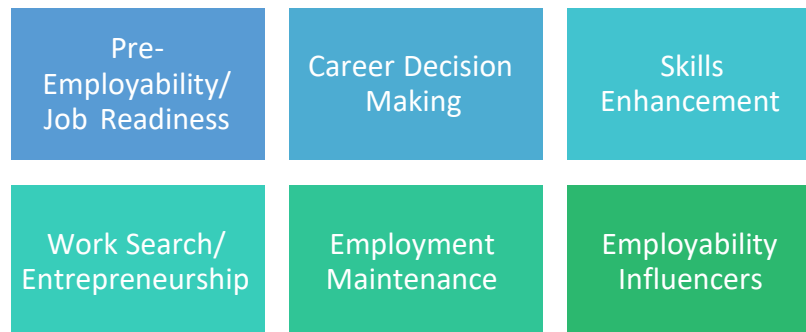 Pre-
Employability/
Job Readiness
Career Decision
Making
Skills
Enhancement
Work Search/
Entrepreneurship
Employment
Maintenance
Employability
Influencers